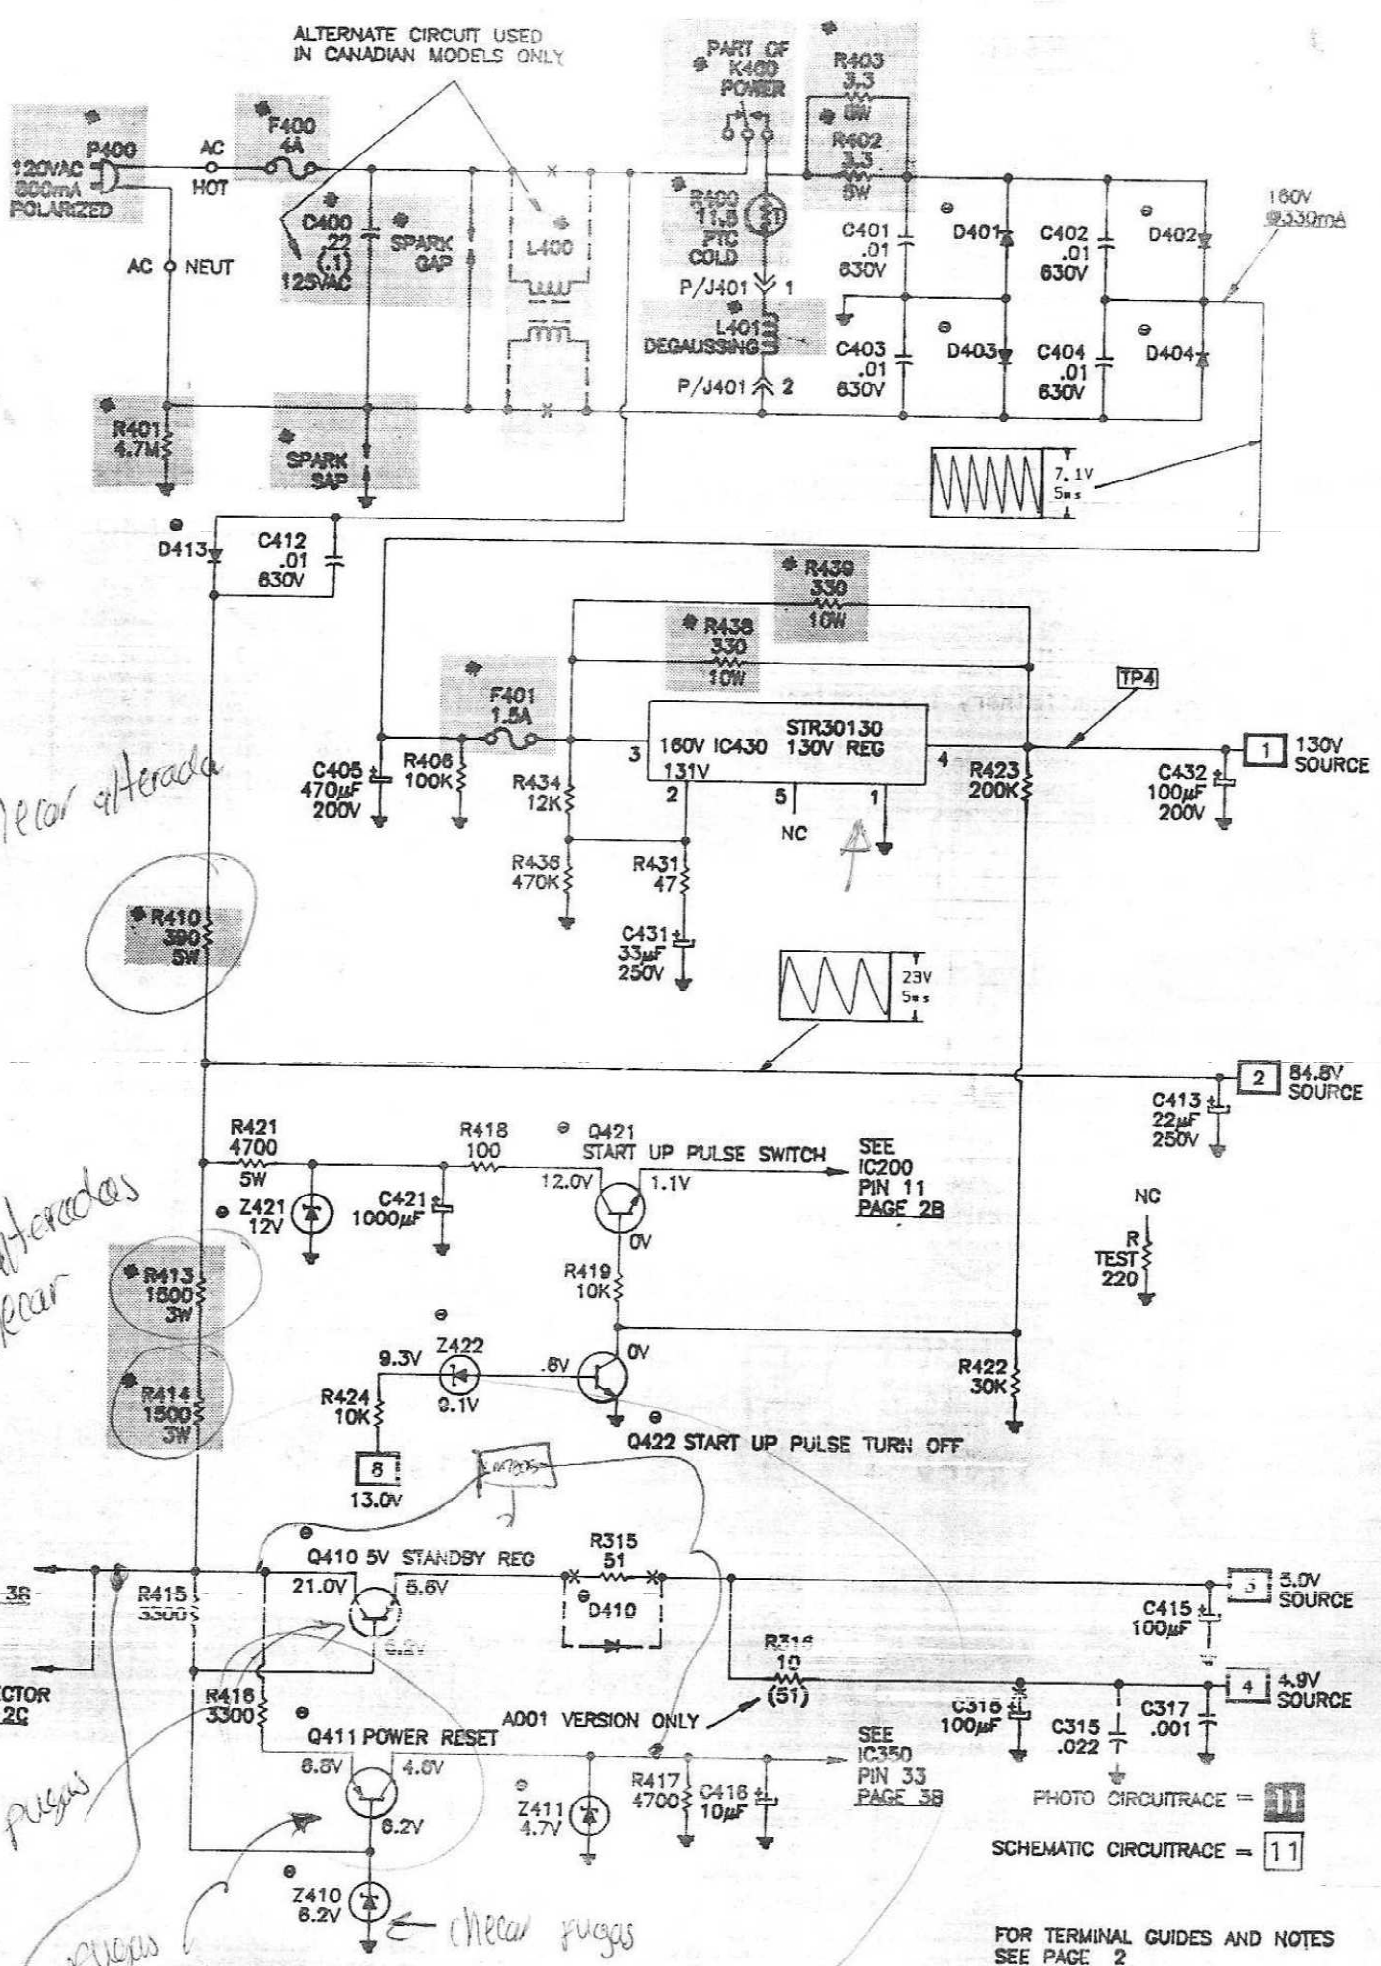 ALTERNATE CIRCUIT USED
IN CANADIAN MODELS ONLY
PART OF
K400
POWER
R403
3.3
R402
3.3
5W
P400
120VAC
800mA
POLARIZED
AC
HOT
F400
4A
AC
NEUT
C400
.22
(.1)
125VAC
SPARK
GAP
L400
R400
11.5
PTC
COLD
P/J401
1
L401
DEGAUSSING
P/J401
2
C401
.01
630V
D401
C402
.01
630V
D402
160V
@330mA
C403
.01
630V
D403
C404
.01
630V
D404
R401
4.7M
SPARK
GAP
7.1V
5ms
D413
C412
.01
630V
R439
330
10W
R438
330
10W
F401
1.5A
TP4
STR30130
160V IC430 130V REG
131V
3
2
5
1
4
NC
C405
470µF
200V
R406
100K
R434
12K
R436
470K
R431
47
C431
33µF
250V
R423
200K
C432
100µF
200V
1
130V
SOURCE
alterada
R410
390
5W
23V
5ms
2
84.8V
SOURCE
C413
22µF
250V
R421
4700
5W
R418
100
Q421
START UP PULSE SWITCH
12.0V
1.1V
0V
SEE
IC200
PIN 11
PAGE 2B
Z421
12V
C421
1000µF
R419
10K
NC
R
TEST
220
alteradas
R413
1500
3W
R414
1500
3W
Z422
9.3V
9.1V
.6V
0V
R424
10K
R422
30K
Q422 START UP PULSE TURN OFF
6
13.0V
Q410 5V STANDBY REG
21.0V
5.6V
6.2V
R315
51
D410
3B
R415
3300
C415
100µF
3
5.0V
SOURCE
R316
10
(51)
A001 VERSION ONLY
4
4.9V
SOURCE
C316
100µF
C315
.022
C317
.001
ECTOR
2C
R416
3300
Q411 POWER RESET
6.8V
4.6V
6.2V
Z411
4.7V
R417
4700
C416
10µF
SEE
IC350
PIN 33
PAGE 3B
PHOTO CIRCUITRACE =
SCHEMATIC CIRCUITRACE = 11
fugas
Z410
6.2V
checar fugas
fugas
FOR TERMINAL GUIDES AND NOTES
SEE PAGE 2